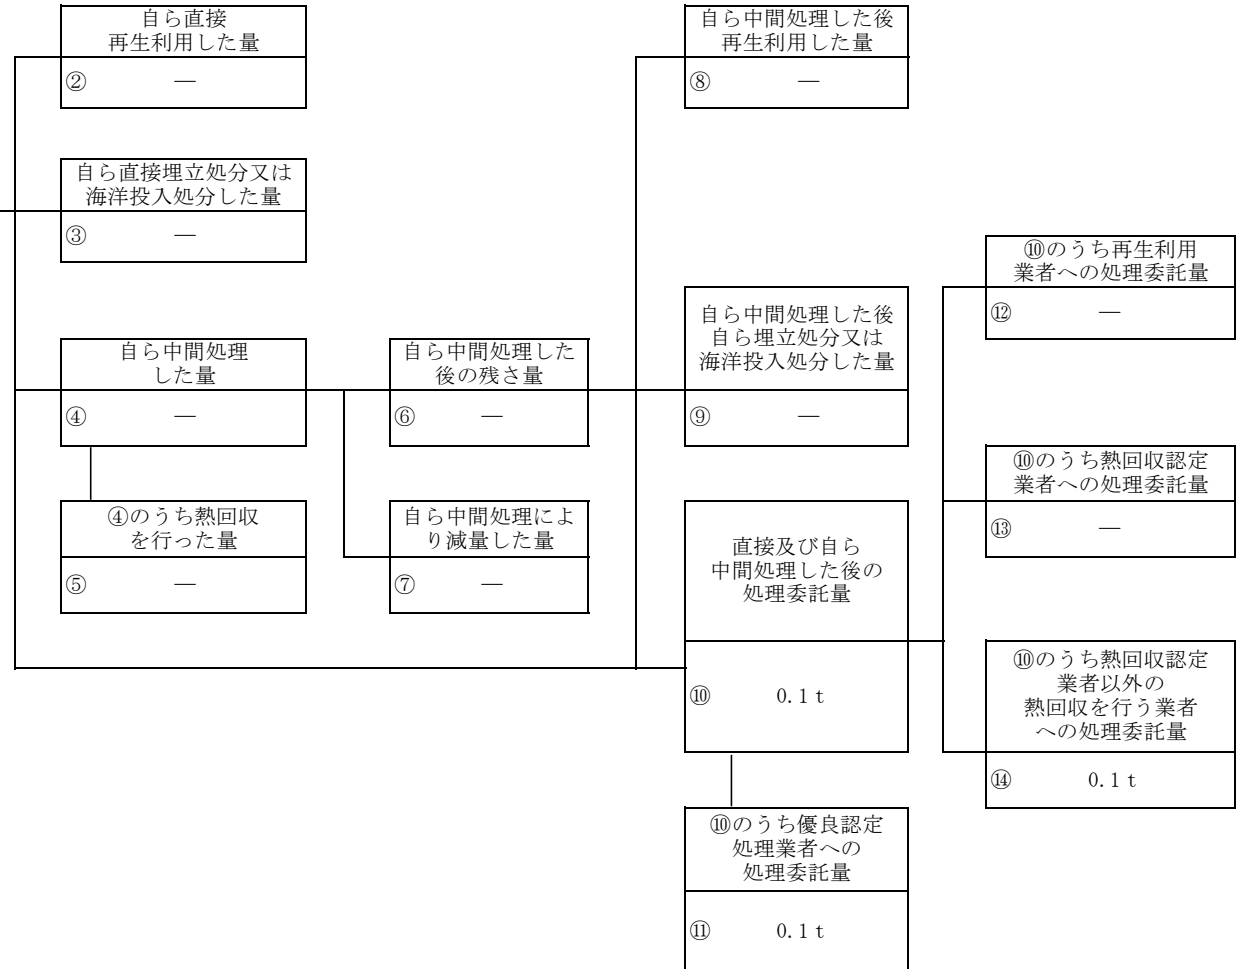 自ら直接
再生利用した量
② ―
自ら直接埋立処分又は
海洋投入処分した量
③ ―
自ら中間処理
した量
④ ―
④のうち熱回収
を行った量
⑤ ―
自ら中間処理した
後の残さ量
⑥ ―
自ら中間処理によ
り減量した量
⑦ ―
自ら中間処理した後
再生利用した量
⑧ ―
自ら中間処理した後
自ら埋立処分又は
海洋投入処分した量
⑨ ―
直接及び自ら
中間処理した後の
処理委託量
⑩ 0.1 t
⑩のうち優良認定
処理業者への
処理委託量
⑪ 0.1 t
⑩のうち再生利用
業者への処理委託量
⑫ ―
⑩のうち熱回収認定
業者への処理委託量
⑬ ―
⑩のうち熱回収認定
業者以外の
熱回収を行う業者
への処理委託量
⑭ 0.1 t